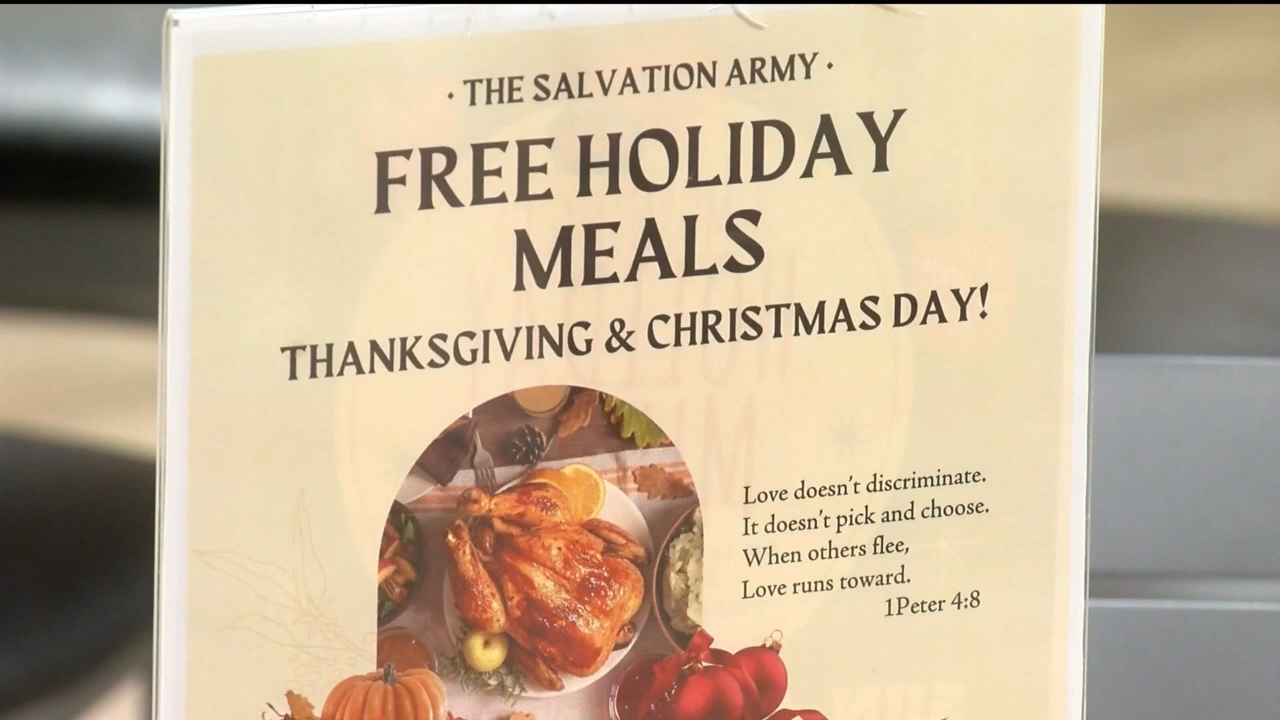 · THE SALVATION ARMY ·
FREE HOLIDAY
MEALS
THANKSGIVING & CHRISTMAS DAY!
Love doesn't discriminate.
It doesn't pick and choose.
When others flee,
Love runs toward.
1Peter 4:8